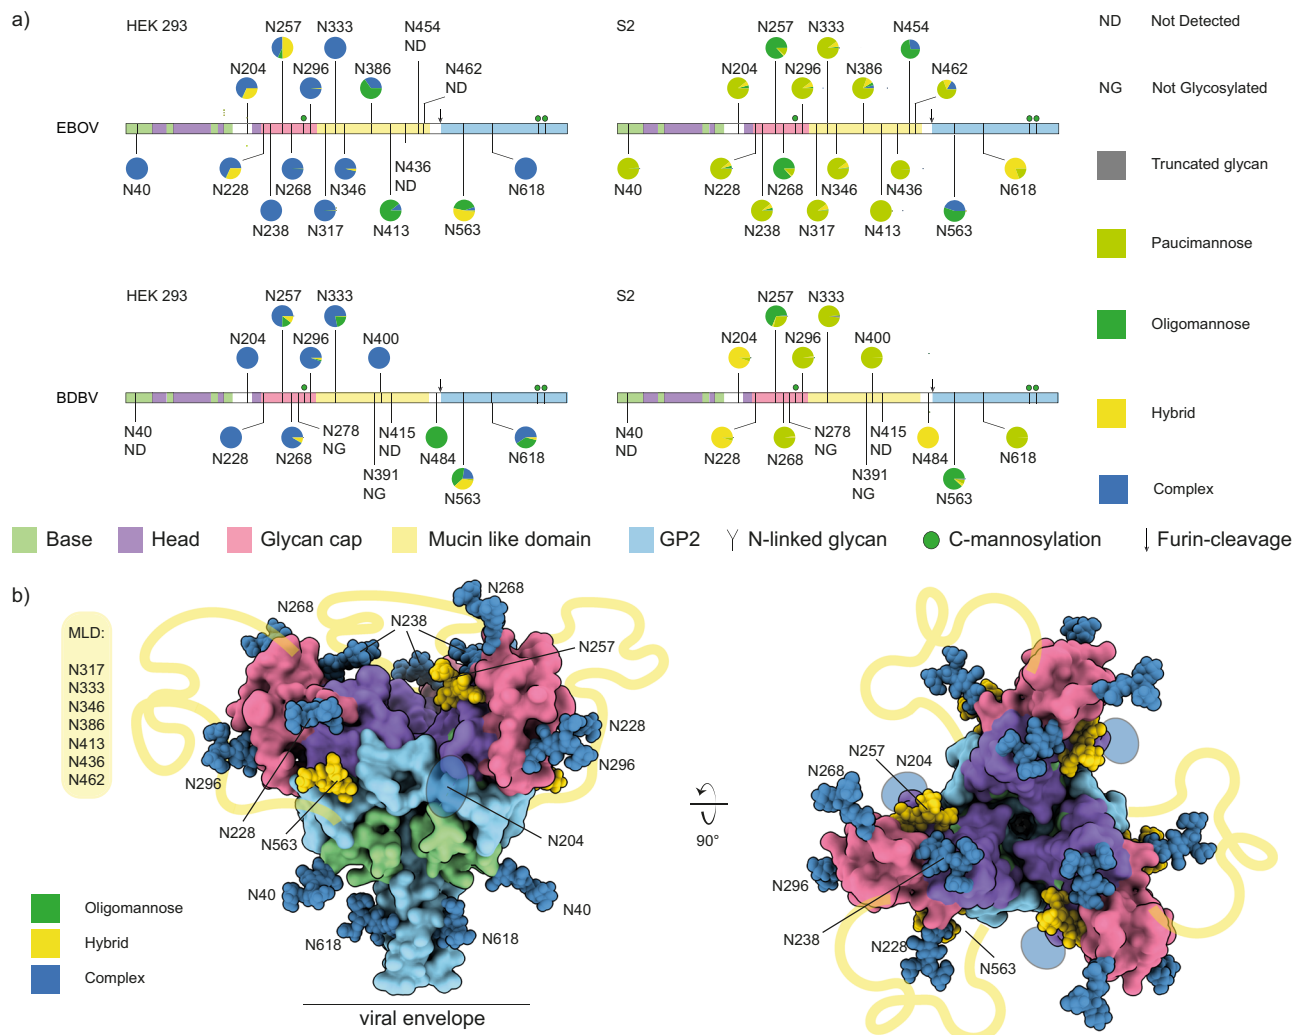 a)
HEK 293
N257
N333
N454
ND
N204
N296
N386
N462
ND
EBOV
N40
N228
N268
N346
N436
ND
N618
N238
N317
N413
N563
S2
N257
N333
N454
N204
N296
N386
N462
N40
N228
N268
N346
N436
N618
N238
N317
N413
N563
ND Not Detected
NG Not Glycosylated
Truncated glycan
Paucimannose
Oligomannose
Hybrid
Complex
HEK 293
N257
N333
N204
N296
N400
BDBV
N40
ND
N228
N268
N278
NG
N415
ND
N484
N618
N391
NG
N563
S2
N257
N333
N204
N296
N400
N40
ND
N228
N268
N278
NG
N415
ND
N484
N618
N391
NG
N563
Base
Head
Glycan cap
Mucin like domain
GP2
N-linked glycan
C-mannosylation
Furin-cleavage
b)
MLD:
N317
N333
N346
N386
N413
N436
N462
N268
N238
N268
N257
N228
N296
N296
N228
N563
N204
N40
N40
N618
N618
viral envelope
Oligomannose
Hybrid
Complex
90°
N257
N204
N268
N296
N238
N228
N563